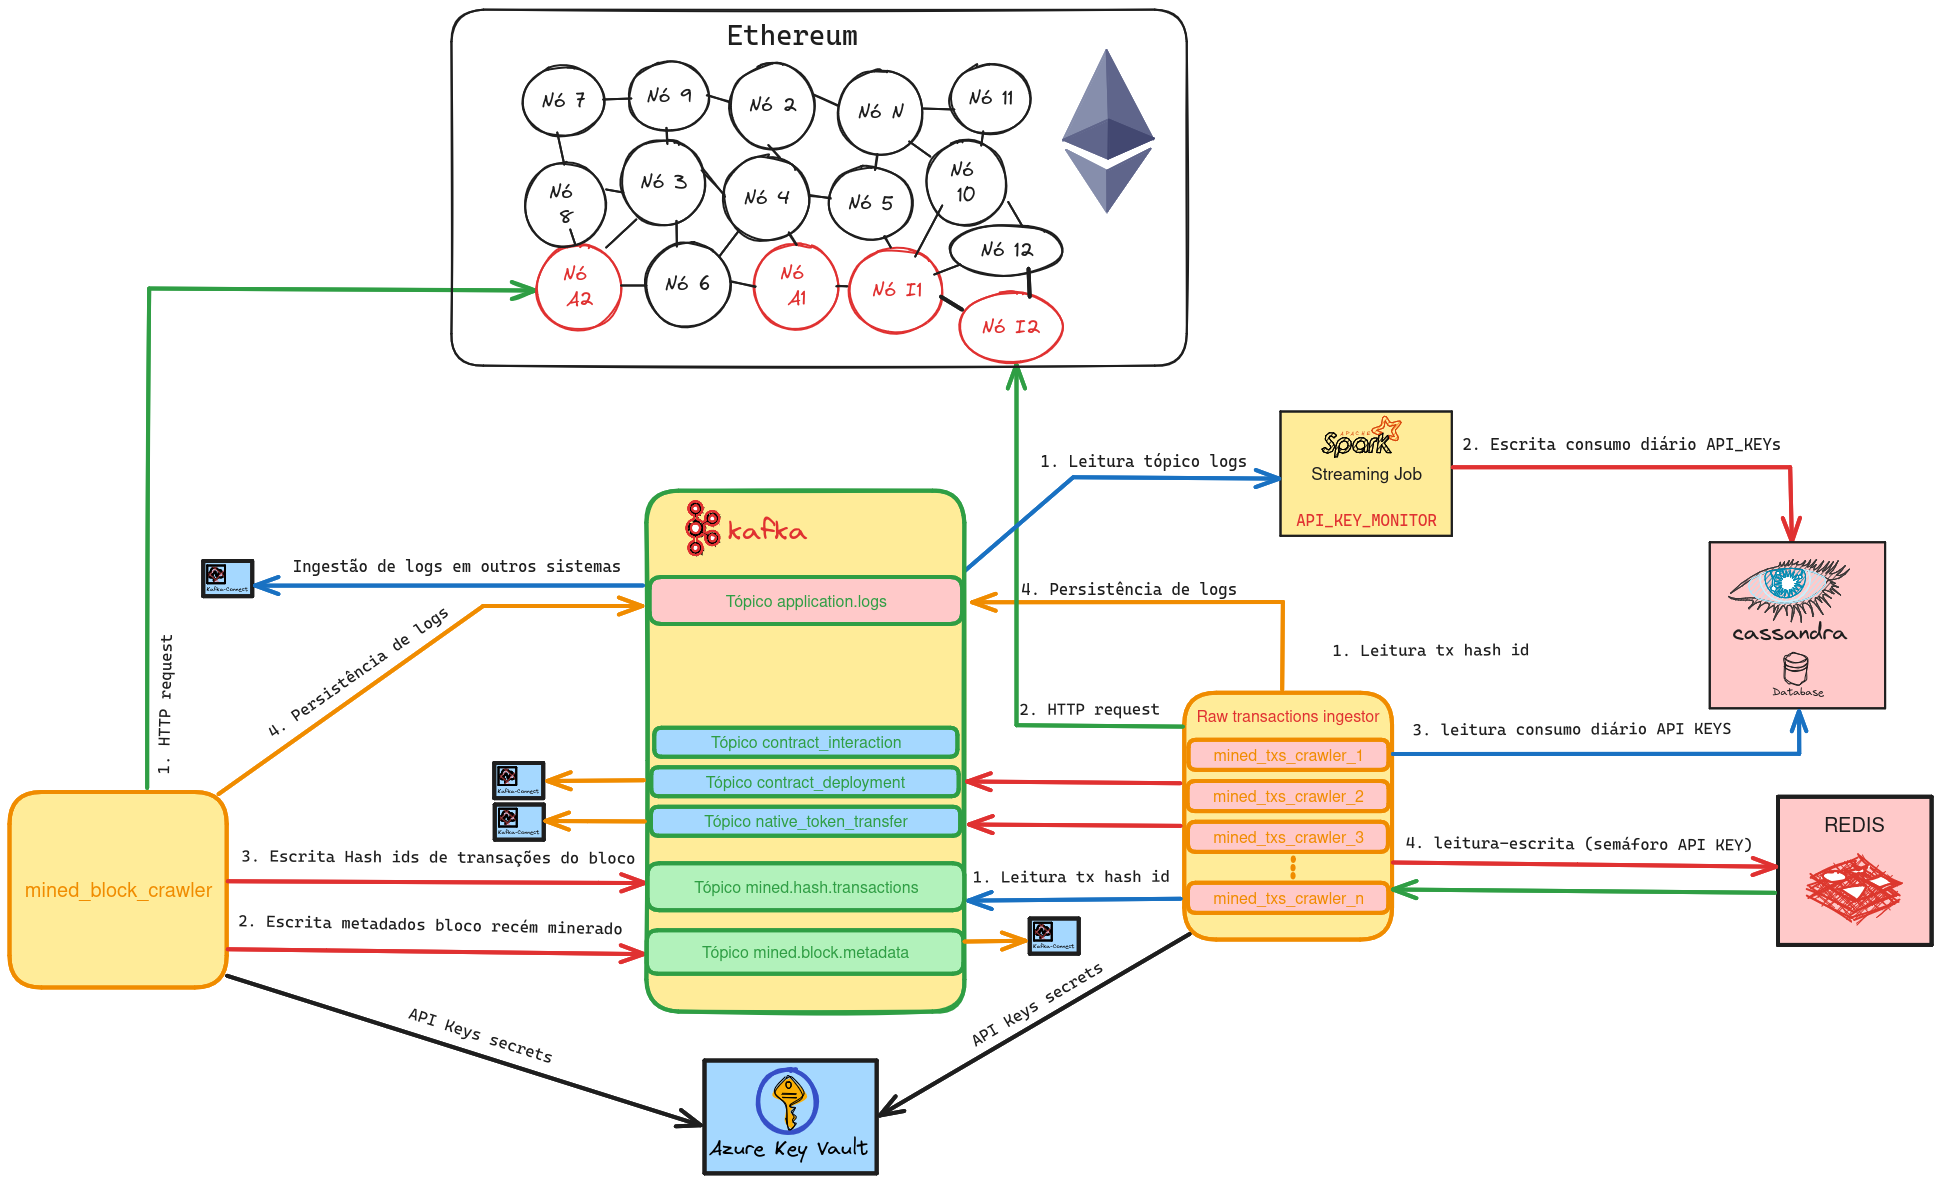 Ethereum
Nó 7
Nó 9
Nó 2
Nó N
Nó 11
Nó
8
Nó 3
Nó 4
Nó 5
Nó
10
Nó 12
Nó
A2
Nó 6
Nó
A1
Nó I1
Nó I2
APACHE
Spark
Streaming Job
API_KEY_MONITOR
1. Leitura tópico logs
2. Escrita consumo diário API_KEYs
kafka
Ingestão de logs em outros sistemas
Kafka-Connect
Tópico application.logs
4. Persistência de logs
4. Persistência de logs
1. HTTP request
cassandra
Database
1. Leitura tx hash id
2. HTTP request
Raw transactions ingestor
3. leitura consumo diário API KEYS
Tópico contract_interaction
mined_txs_crawler_1
Kafka-Connect
Tópico contract_deployment
mined_txs_crawler_2
Kafka-Connect
Tópico native_token_transfer
mined_txs_crawler_3
REDIS
4. leitura-escrita (semáforo API KEY)
3. Escrita Hash ids de transações do bloco
mined_block_crawler
Tópico mined.hash.transactions
1. Leitura tx hash id
mined_txs_crawler_n
2. Escrita metadados bloco recém minerado
Tópico mined.block.metadata
Kafka-Connect
API Keys secrets
API Keys secrets
Azure Key Vault